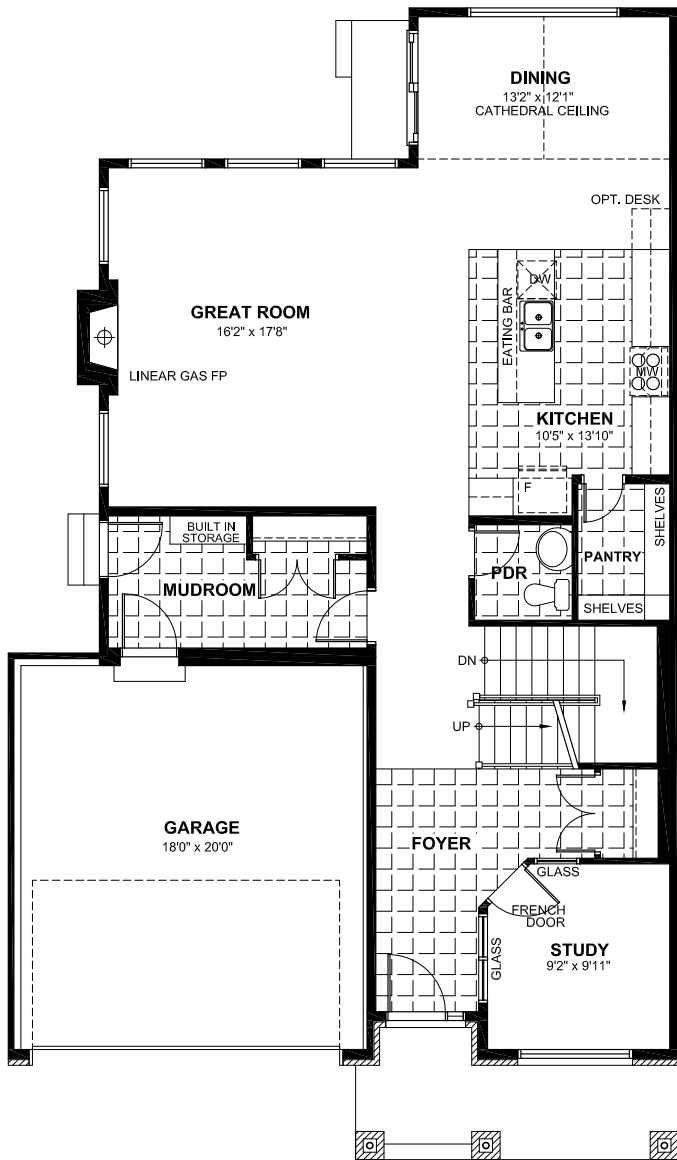 DINING
13'2" x 12'1"
CATHEDRAL CEILING
OPT. DESK
DW
EATING BAR
GREAT ROOM
16'2" x 17'8"
LINEAR GAS FP
MW
KITCHEN
10'5" x 13'10"
F
SHELVES
BUILT IN
STORAGE
MUDROOM
PDR
PANTRY
SHELVES
DN
UP
GARAGE
18'0" x 20'0"
FOYER
GLASS
FRENCH
DOOR
GLASS
STUDY
9'2" x 9'11"